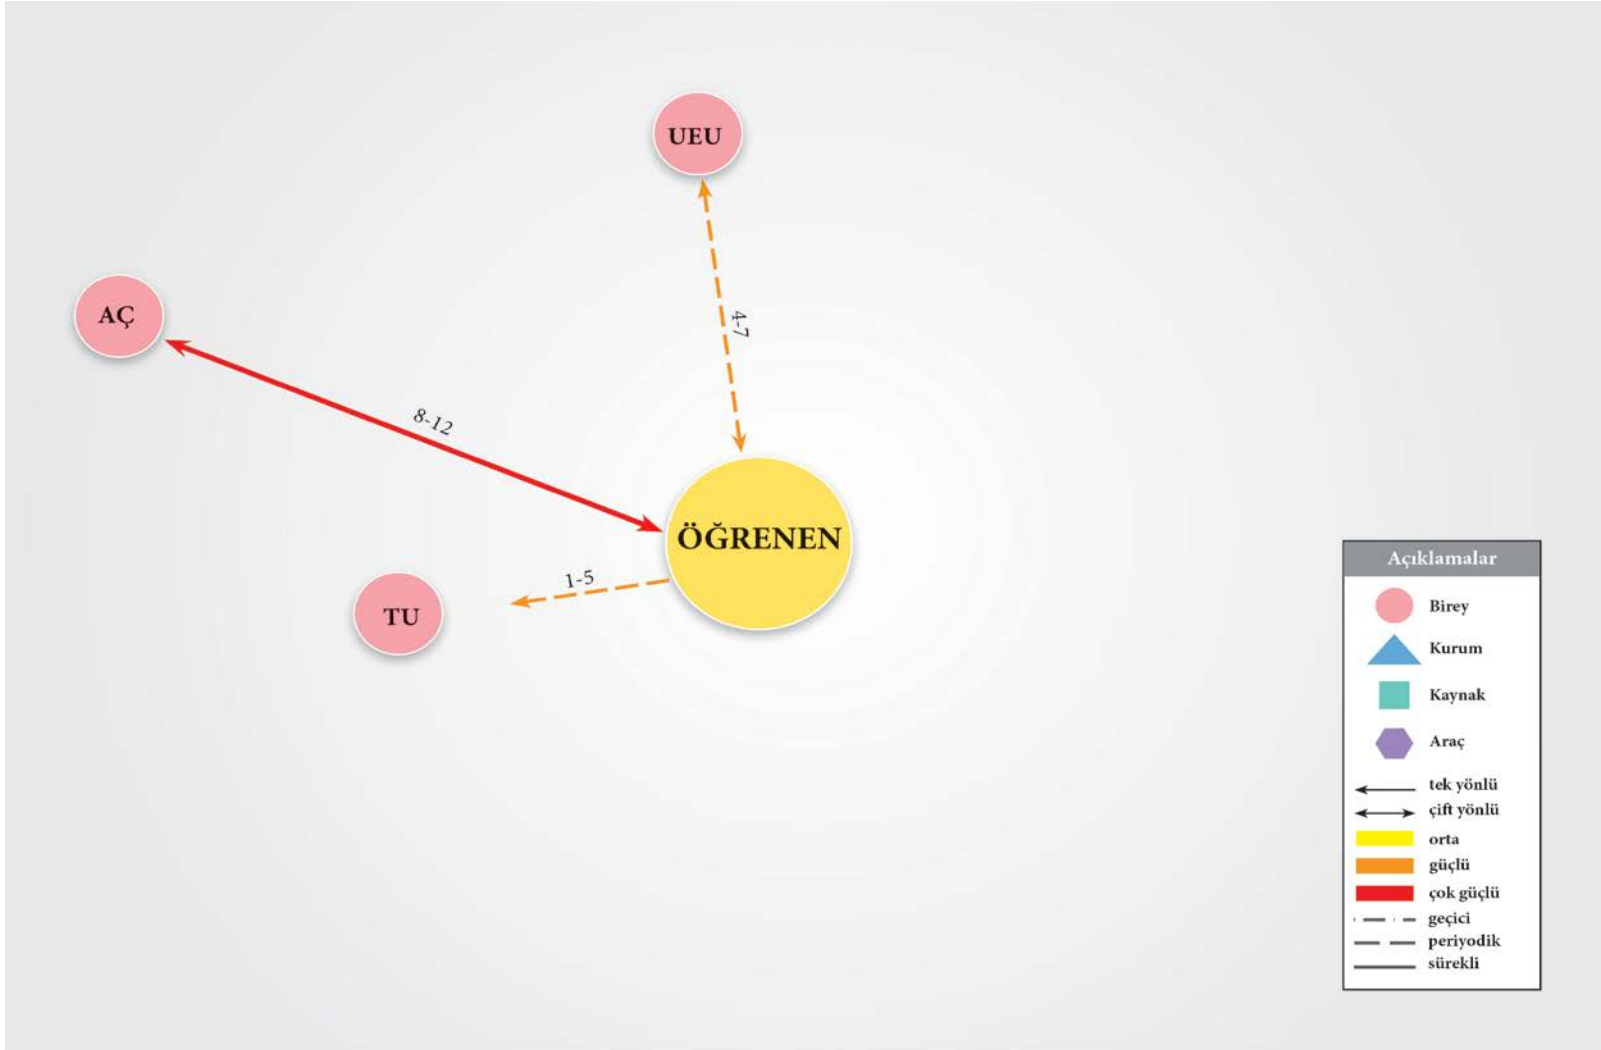 UEU
AÇ
4-7
8-12
ÖĞRENEN
1-5
TU
Açıklamalar
Birey
Kurum
Kaynak
Araç
tek yönlü
çift yönlü
orta
güçlü
çok güçlü
geçici
periyodik
sürekli